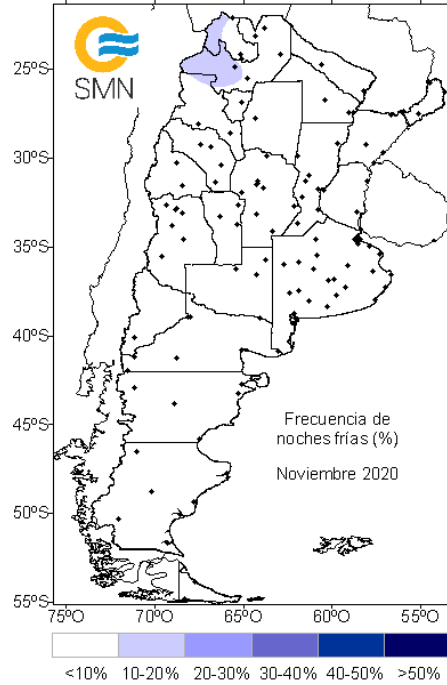 SMN
25ºS
30ºS
35ºS
40ºS
45ºS
50ºS
55ºS
Frecuencia de
noches frías (%)
Noviembre 2020
75ºO 70ºO 65ºO 60ºO 55ºO
<10% 10-20% 20-30% 30-40% 40-50% >50%